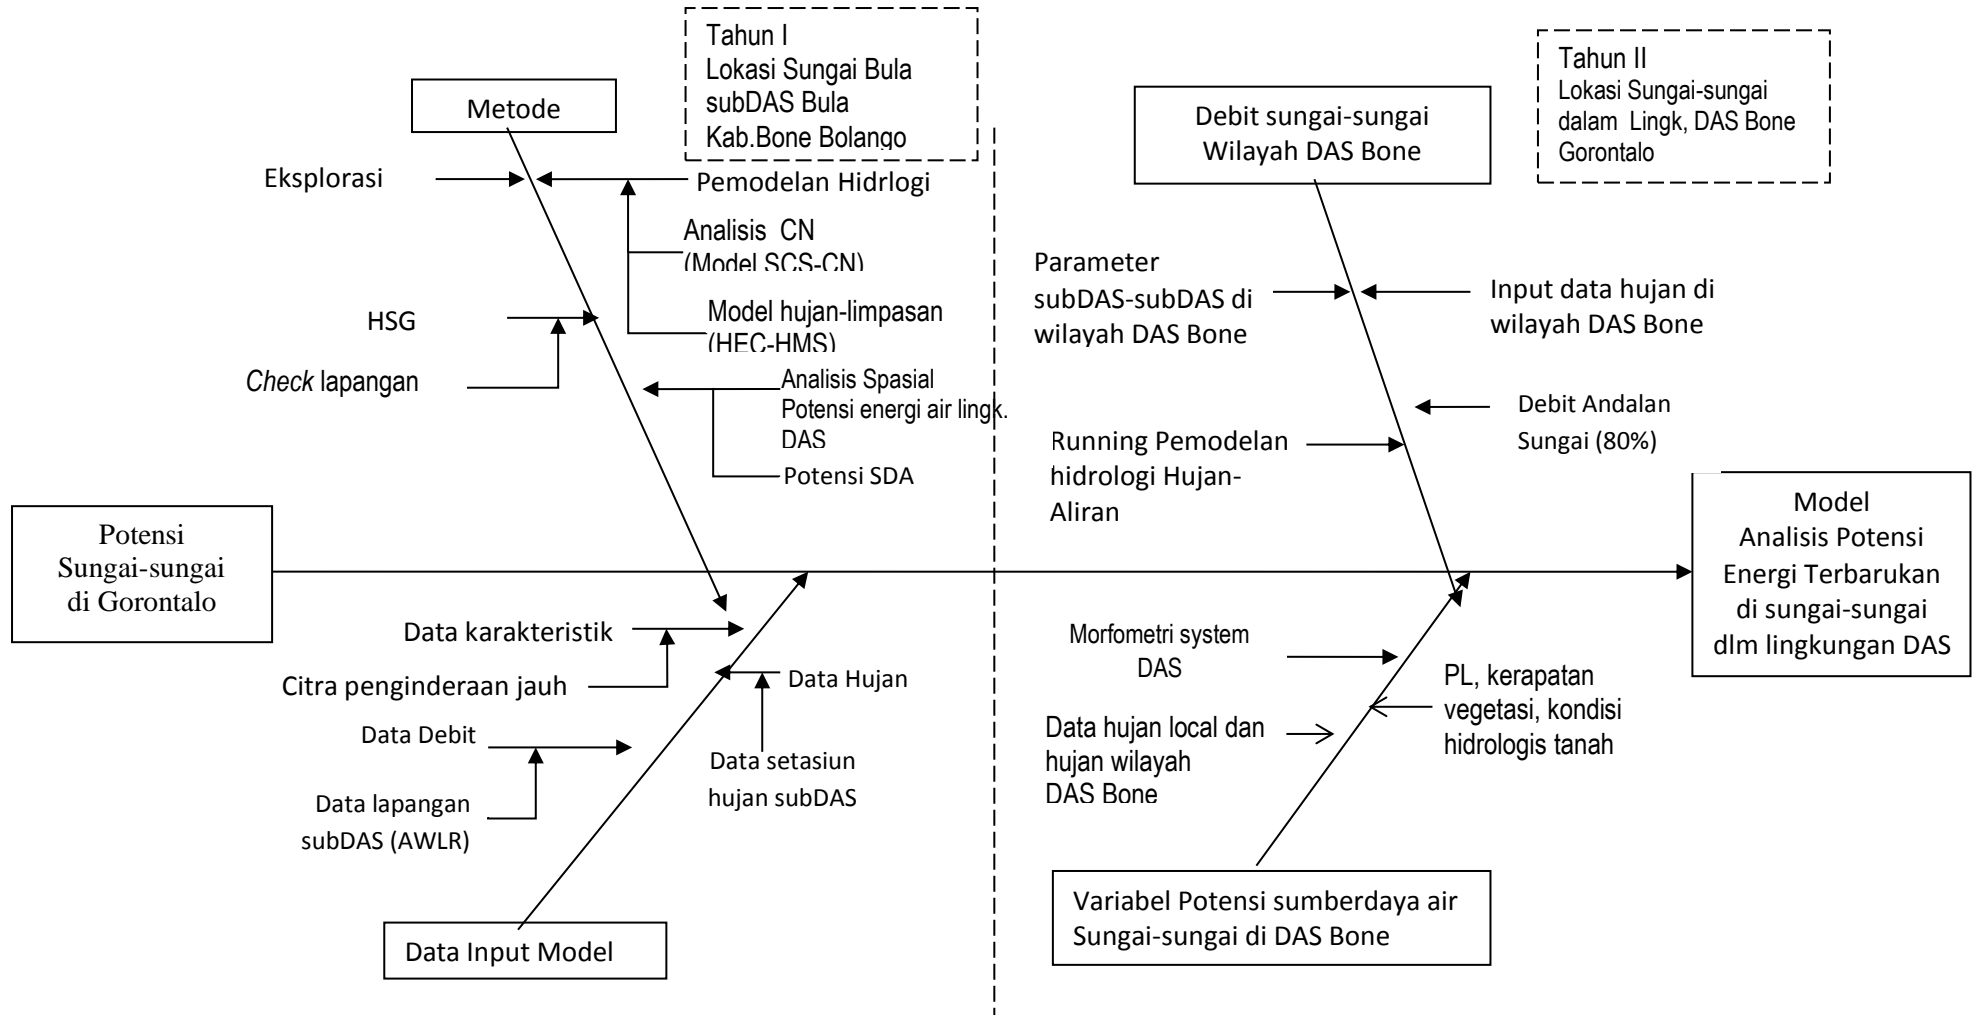 Tahun I
Lokasi Sungai Bula
subDAS Bula
Kab.Bone Bolango
Metode
Eksplorasi
Pemodelan Hidrlogi
Analisis CN
(Model SCS-CN)
HSG
Model hujan-limpasan
(HEC-HMS)
Check lapangan
Analisis Spasial
Potensi energi air lingk.
DAS
Potensi SDA
Tahun II
Lokasi Sungai-sungai
dalam Lingk, DAS Bone
Gorontalo
Debit sungai-sungai
Wilayah DAS Bone
Parameter
subDAS-subDAS di
wilayah DAS Bone
Input data hujan di
wilayah DAS Bone
Debit Andalan
Sungai (80%)
Running Pemodelan
hidrologi Hujan-
Aliran
Potensi
Sungai-sungai
di Gorontalo
Model
Analisis Potensi
Energi Terbarukan
di sungai-sungai
dlm lingkungan DAS
Data karakteristik
Citra penginderaan jauh
Data Hujan
Data Debit
Data setasiun
hujan subDAS
Data lapangan
subDAS (AWLR)
Data Input Model
Morfometri system
DAS
PL, kerapatan
vegetasi, kondisi
hidrologis tanah
Data hujan local dan
hujan wilayah
DAS Bone
Variabel Potensi sumberdaya air
Sungai-sungai di DAS Bone